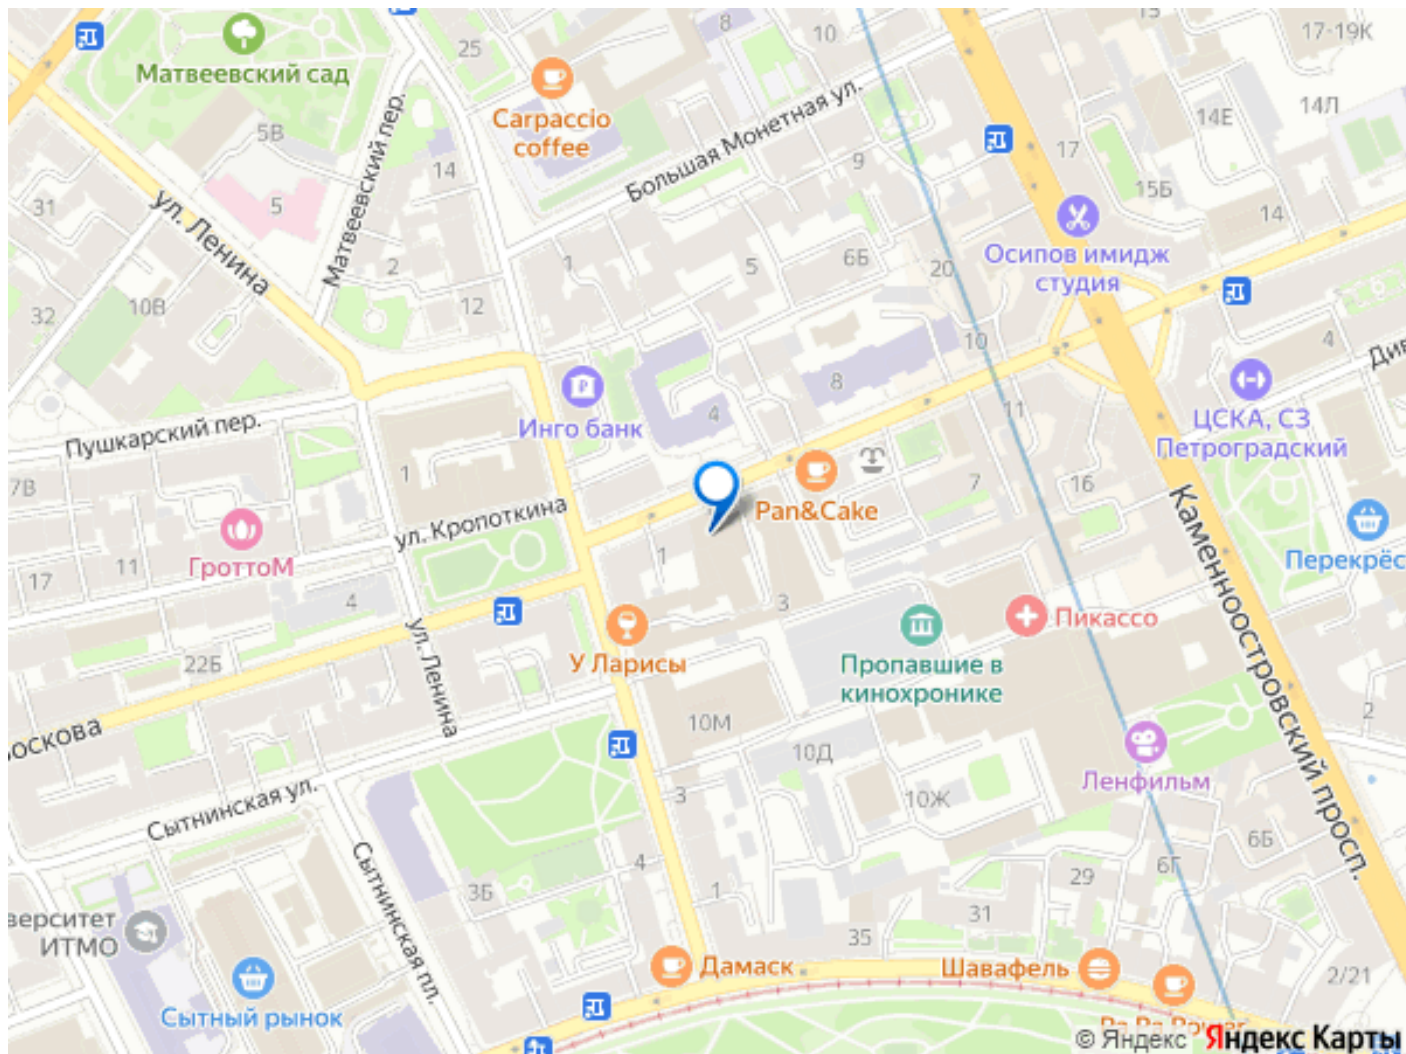 8
10
15
17-19К
25
Матвеевский сад
Carpaccio
coffee
Большая Монетная ул.
14Л
14Е
5В
Матвеевский пер.
14
9
17
15Б
31
5
ул. Ленина
14
2
1
5
6Б
20
Осипов имидж
студия
10В
12
32
10
4
Инго банк
8
4
11
ЦСКА, СЗ
Петроградский
Пушкарский пер.
1
7В
7
16
ул. Кропоткина
Pan&Cake
Каменноостровский просп.
ГроттоМ
17
11
1
Перекрёс
4
3
Пикассо
ул. Ленина
22Б
У Ларисы
Пропавшие в
кинохронике
10М
2
10Д
Ленфильм
Сытнинская ул.
3
10Ж
6Б
6Г
4
29
Сытнинская пл.
3Б
1
31
верситет
ИТМО
35
Дамаск
Шавафель
2/21
Сытный рынок
© Яндекс Яндекс Карты